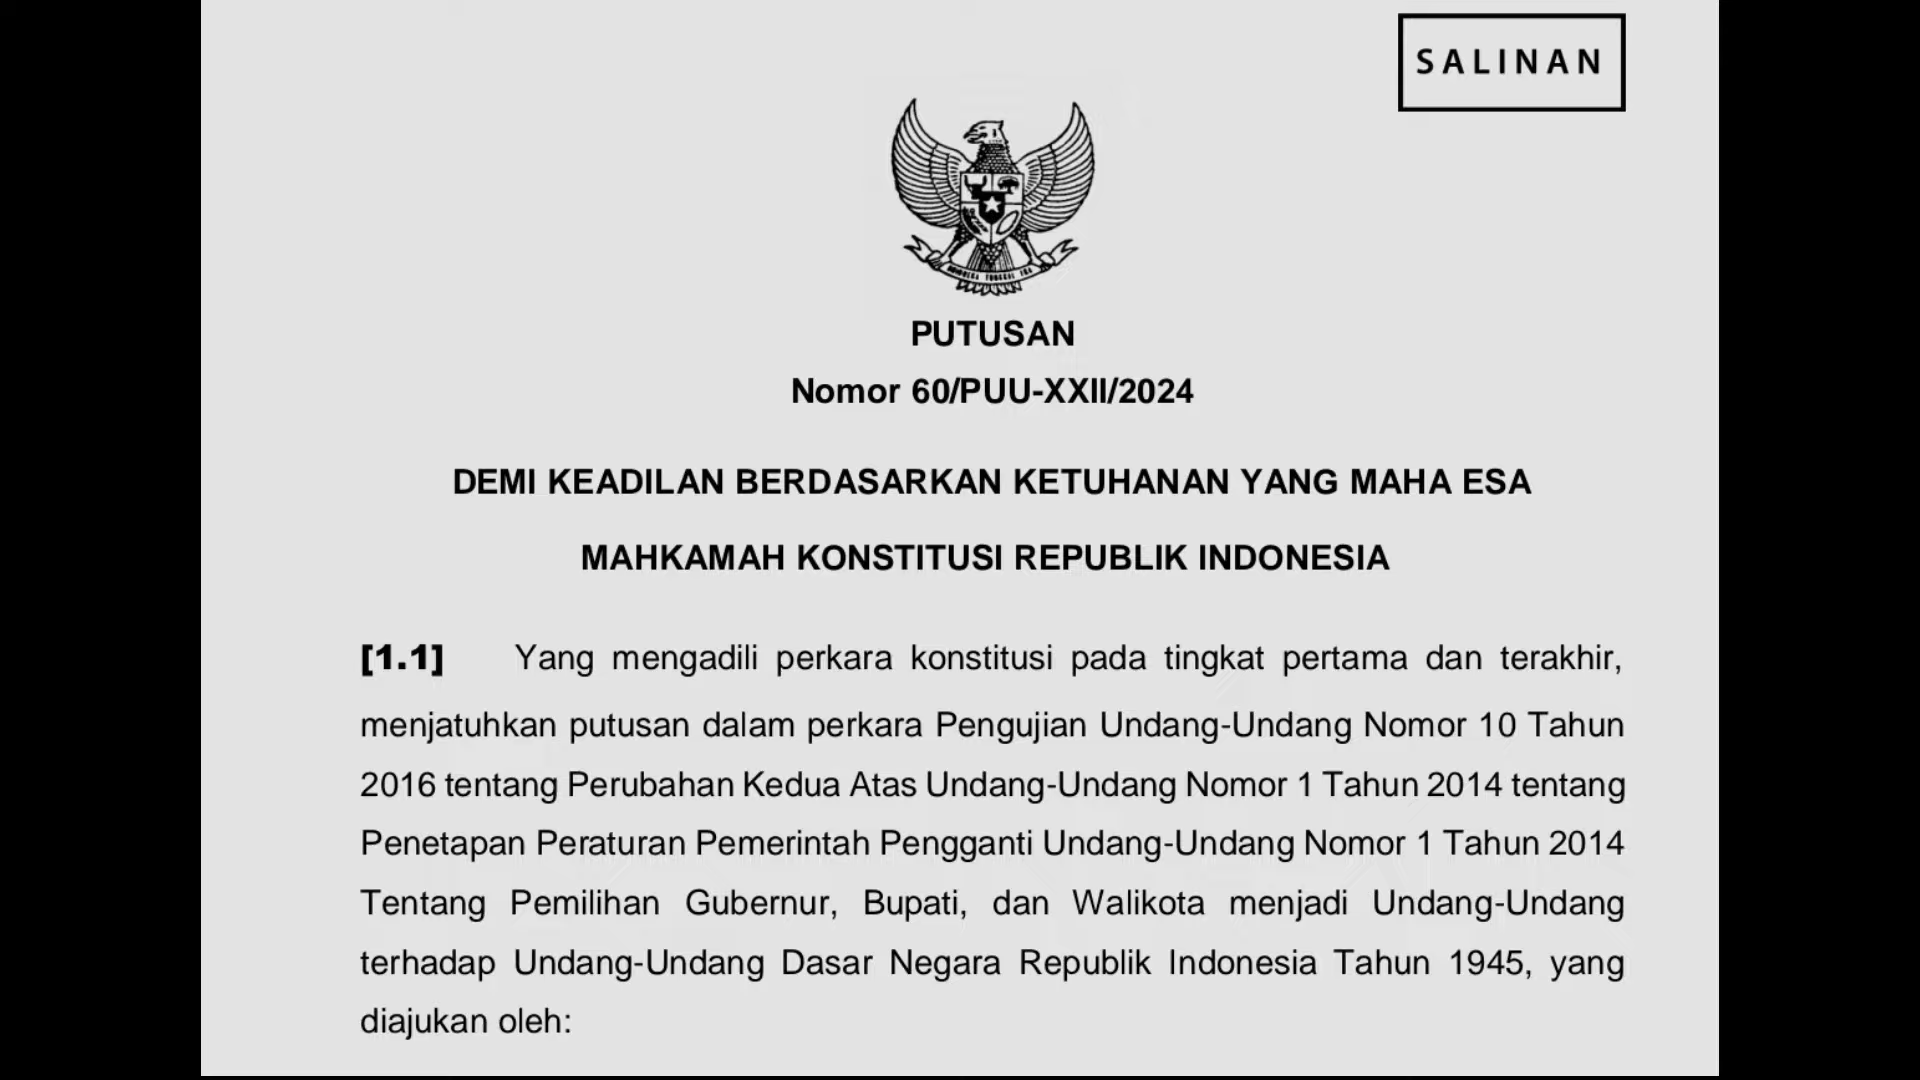 SALINAN
PUTUSAN
Nomor 60/PUU-XXII/2024
DEMI KEADILAN BERDASARKAN KETUHANAN YANG MAHA ESA
MAHKAMAH KONSTITUSI REPUBLIK INDONESIA
[1.1] Yang mengadili perkara konstitusi pada tingkat pertama dan terakhir,
menjatuhkan putusan dalam perkara Pengujian Undang-Undang Nomor 10 Tahun
2016 tentang Perubahan Kedua Atas Undang-Undang Nomor 1 Tahun 2014 tentang
Penetapan Peraturan Pemerintah Pengganti Undang-Undang Nomor 1 Tahun 2014
Tentang Pemilihan Gubernur, Bupati, dan Walikota menjadi Undang-Undang
terhadap Undang-Undang Dasar Negara Republik Indonesia Tahun 1945, yang
diajukan oleh: